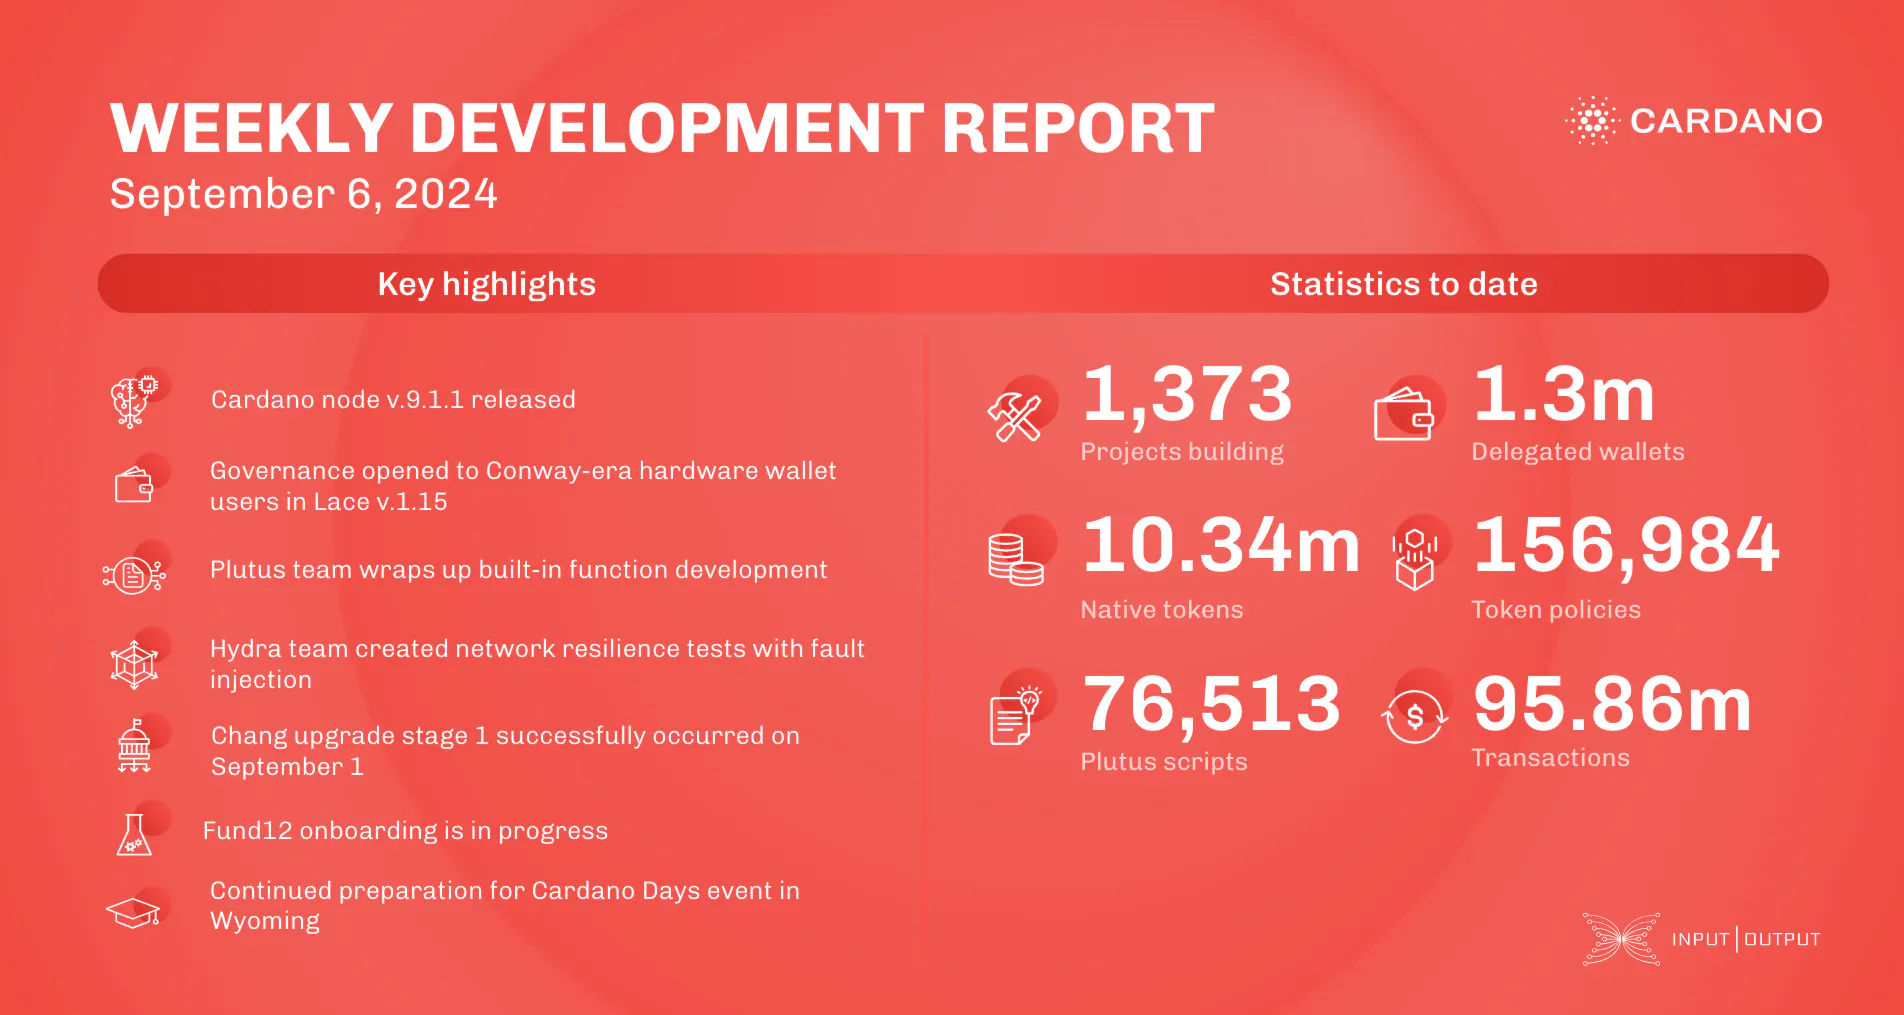 WEEKLY DEVELOPMENT REPORT
September 6, 2024
CARDANO
Key highlights
Cardano node v.9.1.1 released
Governance opened to Conway-era hardware wallet
users in Lace v.1.15
Plutus team wraps up built-in function development
Hydra team created network resilience tests with fault
injection
Chang upgrade stage 1 successfully occurred on
September 1
Fund12 onboarding is in progress
Continued preparation for Cardano Days event in
Wyoming
Statistics to date
1,373
Projects building
1.3m
Delegated wallets
10.34m
Native tokens
156,984
Token policies
76,513
Plutus scripts
95.86m
Transactions
INPUT | OUTPUT